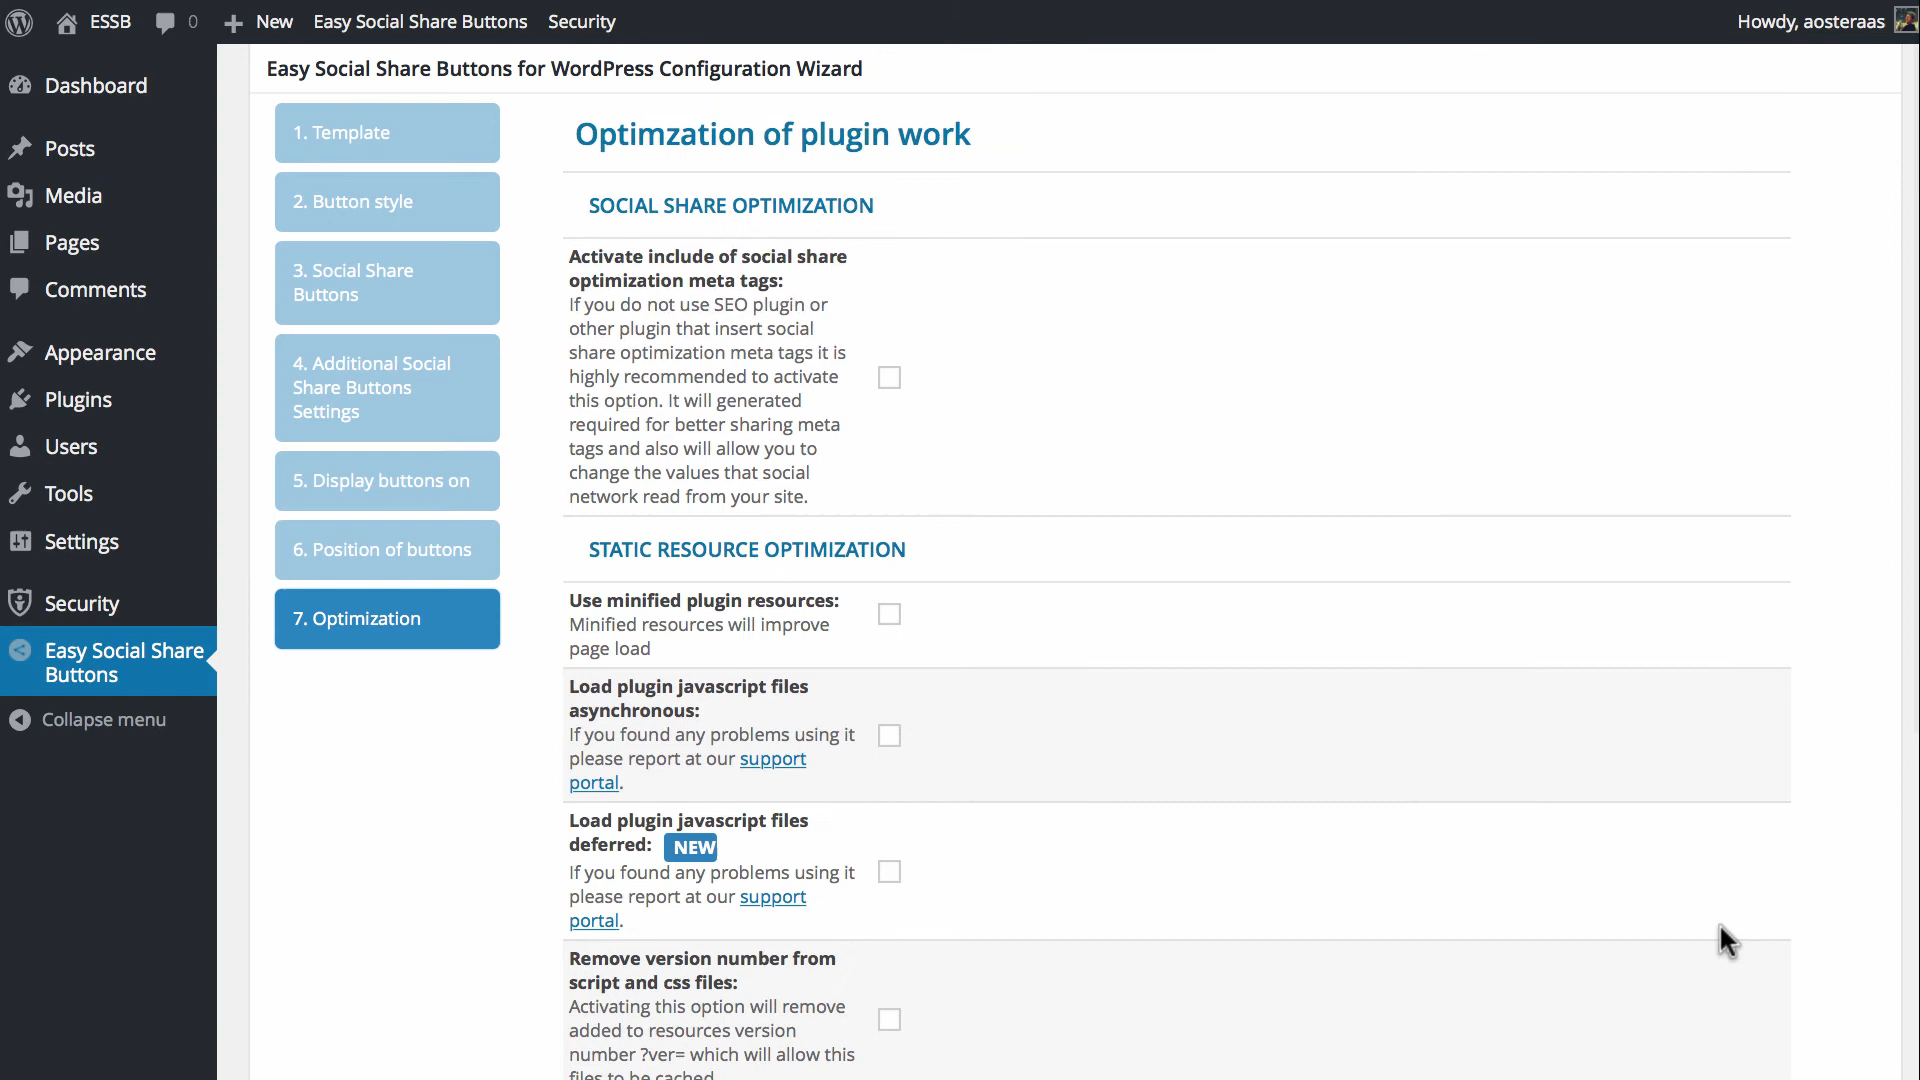 ESSB
0
New
Easy Social Share Buttons
Security
Howdy, aosteraas
Dashboard
Posts
Media
Pages
Comments
Appearance
Plugins
Users
Tools
Settings
Security
Easy Social Share
Buttons
Collapse menu
Easy Social Share Buttons for WordPress Configuration Wizard
1. Template
2. Button style
3. Social Share
Buttons
4. Additional Social
Share Buttons
Settings
5. Display buttons on
6. Position of buttons
7. Optimization
Optimzation of plugin work
SOCIAL SHARE OPTIMIZATION
Activate include of social share
optimization meta tags:
If you do not use SEO plugin or
other plugin that insert social
share optimization meta tags it is
highly recommended to activate
this option. It will generated
required for better sharing meta
tags and also will allow you to
change the values that social
network read from your site.
STATIC RESOURCE OPTIMIZATION
Use minified plugin resources:
Minified resources will improve
page load
Load plugin javascript files
asynchronous:
If you found any problems using it
please report at our support
portal.
Load plugin javascript files
deferred: NEW
If you found any problems using it
please report at our support
portal.
Remove version number from
script and css files:
Activating this option will remove
added to resources version
number ?ver= which will allow this
files to be cached